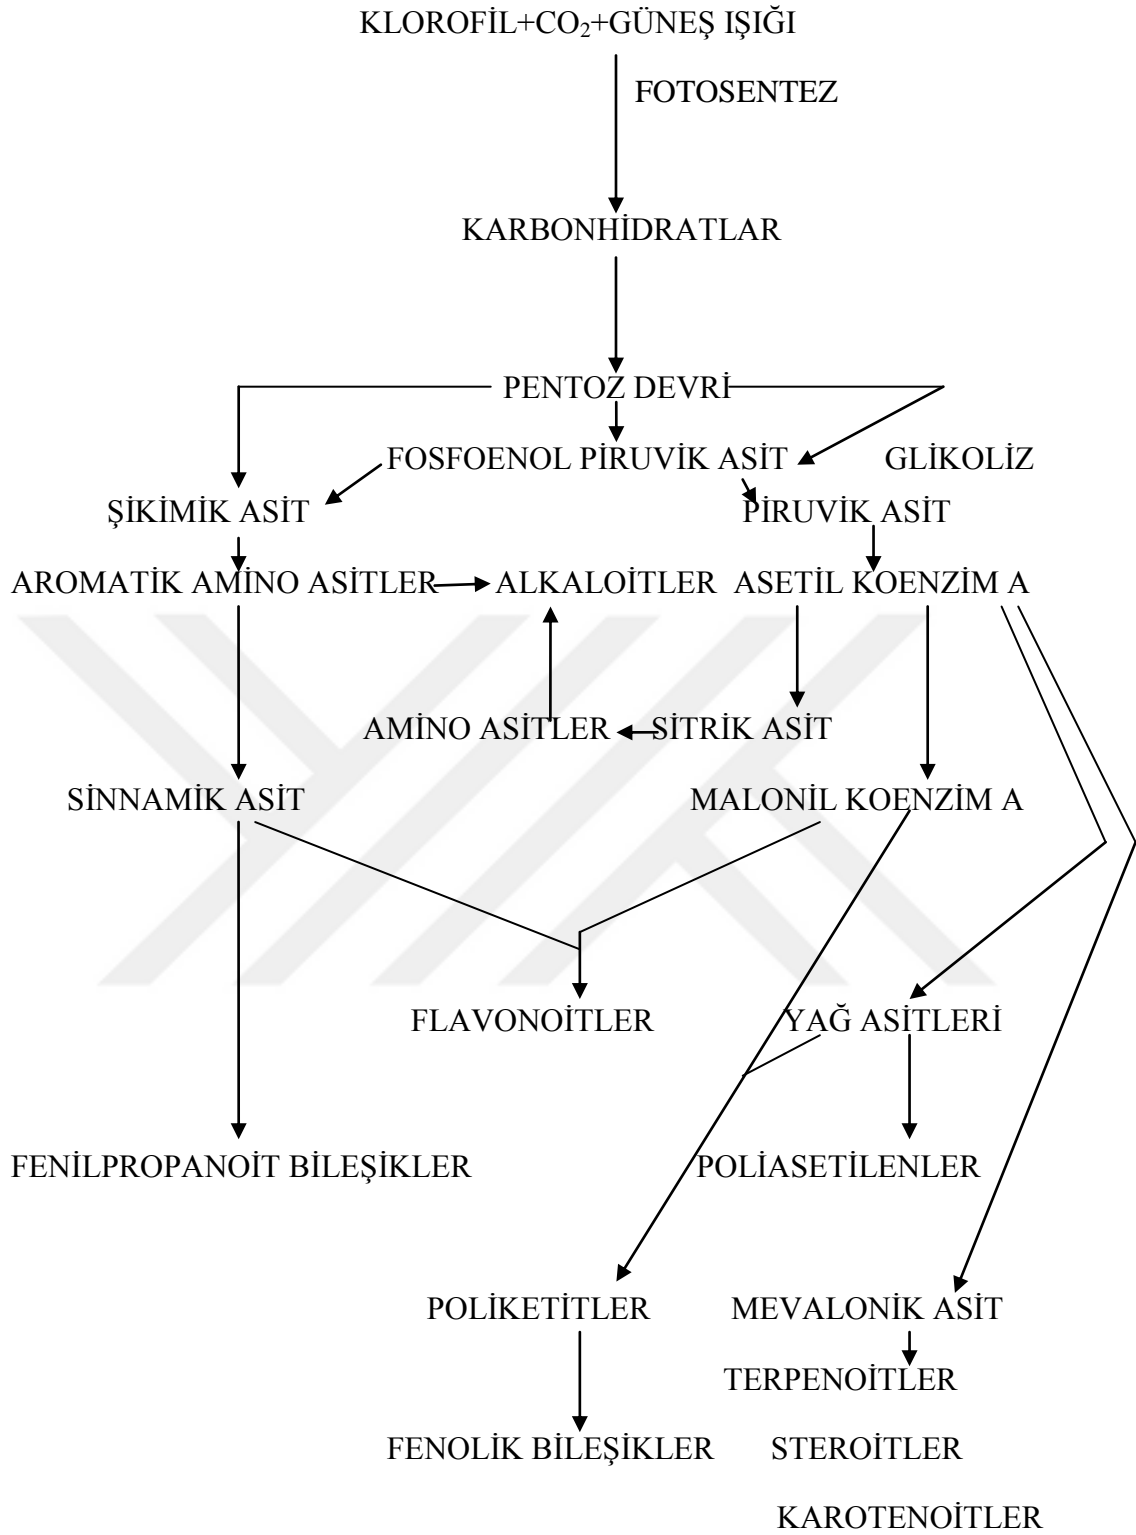 KLOROFİL+CO₂+GÜNEŞ IŞIĞI
FOTOSENTEZ
KARBONHİDRATLAR
PENTOZ DEVRİ
FOSFOENOL PİRUVİK ASİT GLİKOLİZ
ŞİKİMİK ASİT PİRUVİK ASİT
AROMATİK AMİNO ASİTLER ALKALOİTLER ASETİL KOENZİM A
AMİNO ASİTLER SİTRİK ASİT
SİNNAMİK ASİT MALONİL KOENZİM A
FLAVONOİTLER YAĞ ASİTLERİ
FENİLPROPANOİT BİLEŞİKLER POLİASETİLENLER
POLİKETİTLER MEVALONİK ASİT
TERPENOİTLER
FENOLİK BİLEŞİKLER STEROİTLER
KAROTENOİTLER